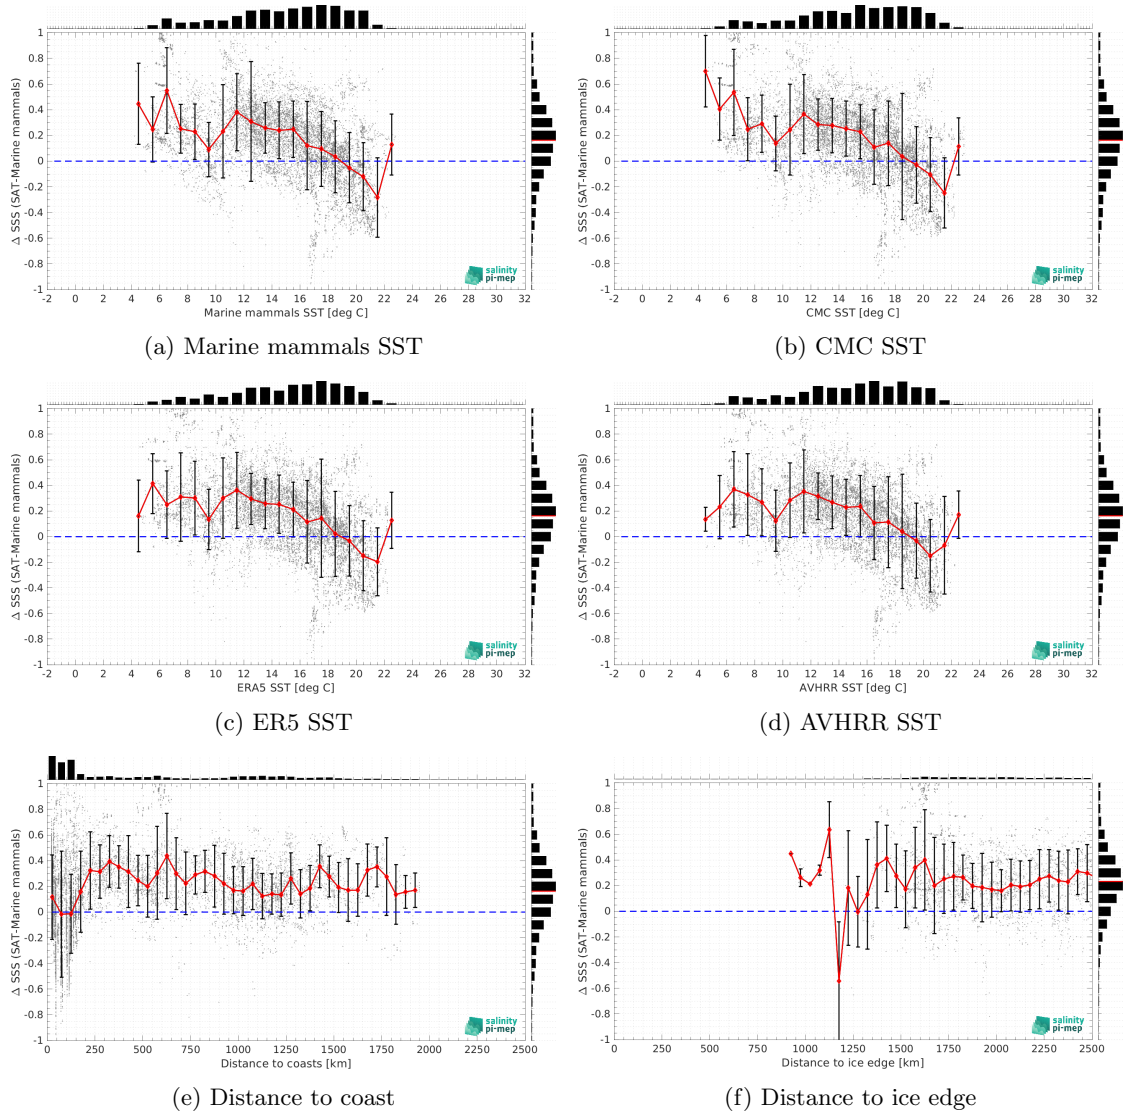 1
0.8
0.6
0.4
0.2
0
-0.2
-0.4
-0.6
-0.8
-1
Δ SSS (SAT-Marine mammals)
salinity
pi-mep
-2 0 2 4 6 8 10 12 14 16 18 20 22 24 26 28 30 32
Marine mammals SST [deg C]
(a) Marine mammals SST
1
0.8
0.6
0.4
0.2
0
-0.2
-0.4
-0.6
-0.8
-1
Δ SSS (SAT-Marine mammals)
salinity
pi-mep
-2 0 2 4 6 8 10 12 14 16 18 20 22 24 26 28 30 32
CMC SST [deg C]
(b) CMC SST
1
0.8
0.6
0.4
0.2
0
-0.2
-0.4
-0.6
-0.8
-1
Δ SSS (SAT-Marine mammals)
salinity
pi-mep
-2 0 2 4 6 8 10 12 14 16 18 20 22 24 26 28 30 32
ERA5 SST [deg C]
(c) ER5 SST
1
0.8
0.6
0.4
0.2
0
-0.2
-0.4
-0.6
-0.8
-1
Δ SSS (SAT-Marine mammals)
salinity
pi-mep
-2 0 2 4 6 8 10 12 14 16 18 20 22 24 26 28 30 32
AVHRR SST [deg C]
(d) AVHRR SST
1
0.8
0.6
0.4
0.2
0
-0.2
-0.4
-0.6
-0.8
-1
Δ SSS (SAT-Marine mammals)
salinity
pi-mep
0 250 500 750 1000 1250 1500 1750 2000 2250 2500
Distance to coasts [km]
(e) Distance to coast
1
0.8
0.6
0.4
0.2
0
-0.2
-0.4
-0.6
-0.8
-1
Δ SSS (SAT-Marine mammals)
salinity
pi-mep
0 250 500 750 1000 1250 1500 1750 2000 2250 2500
Distance to ice edge [km]
(f) Distance to ice edge